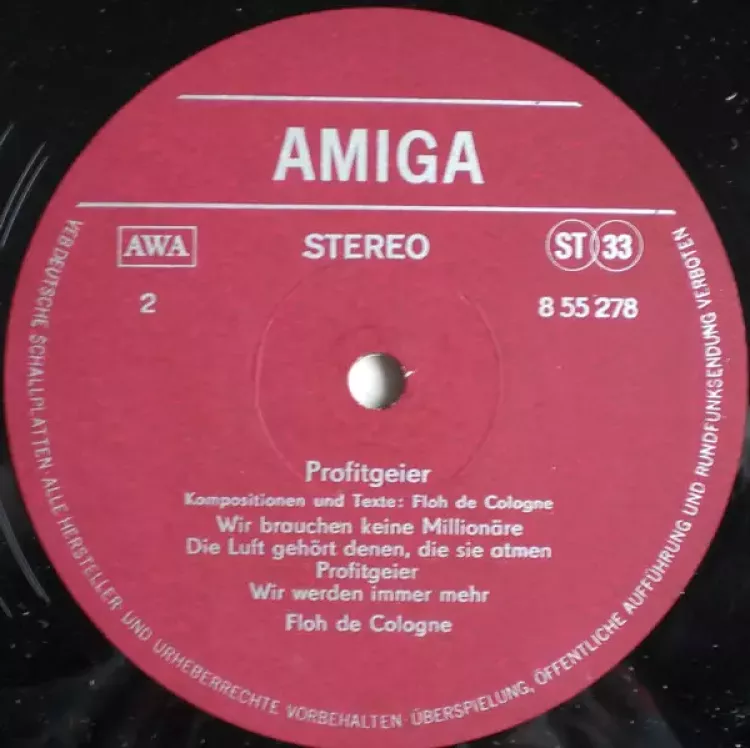 AMIGA
AWA
STEREO
ST 33
2
8 55 278
Profitgeier
Kompositionen und Texte: Floh de Cologne
Wir brauchen keine Millionäre
Die Luft gehört denen, die sie atmen
Profitgeier
Wir werden immer mehr
Floh de Cologne
VEB DEUTSCHE SCHALLPLATTEN · ALLE HERSTELLER- UND URHEBERRECHTE VORBEHALTEN · ÜBERSPIELUNG, ÖFFENTLICHE AUFFÜHRUNG UND RUNDFUNKSENDUNG VERBOTEN